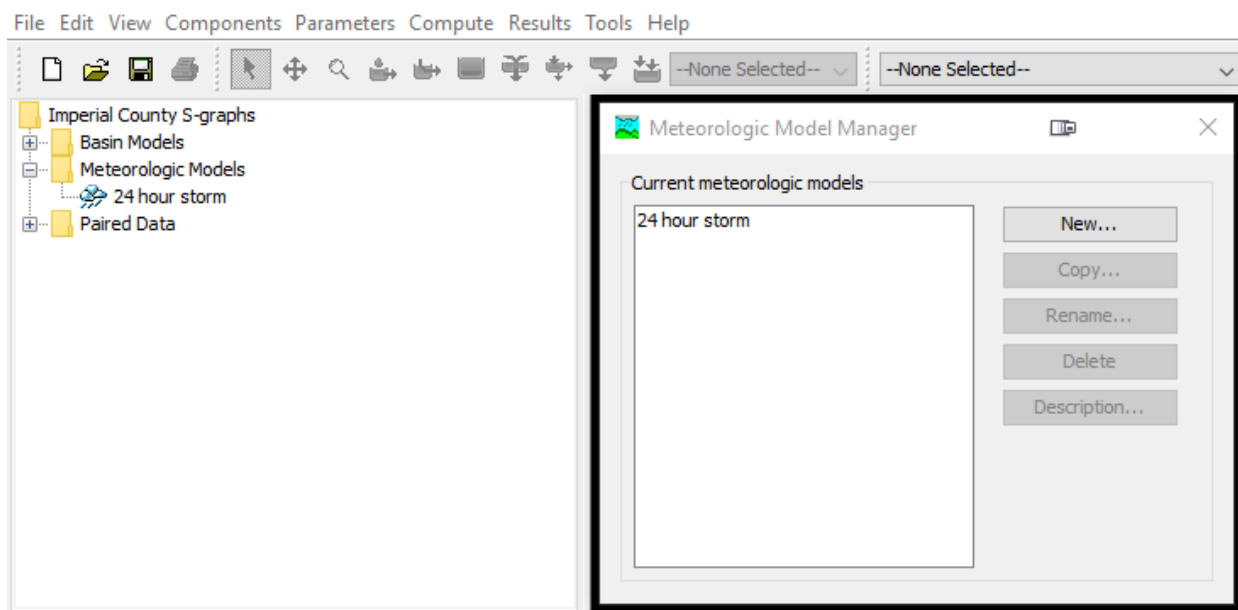 File Edit View Components Parameters Compute Results Tools Help
--None Selected-- --None Selected--
Imperial County S-graphs
Basin Models
Meteorologic Models
24 hour storm
Paired Data
Meteorologic Model Manager
Current meteorologic models
24 hour storm
New...
Copy...
Rename...
Delete
Description...